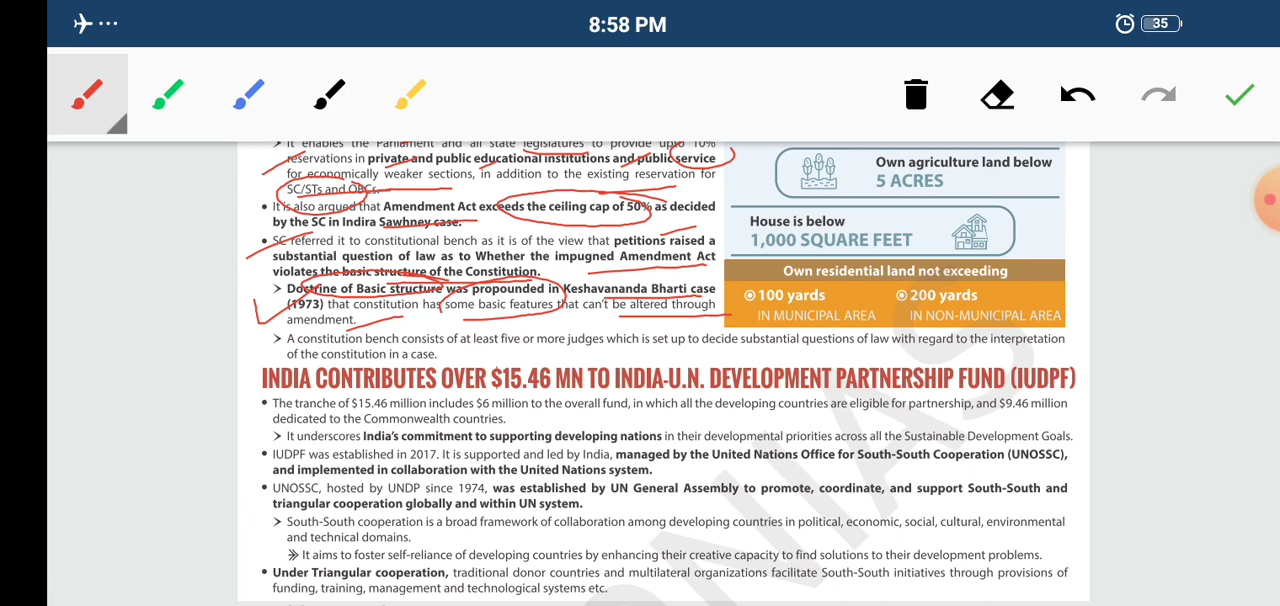 8:58 PM
35
➤ It enables the Parliament and all state legislatures to provide upto 10%
reservations in private and public educational institutions and public service
for economically weaker sections, in addition to the existing reservation for
SC/STs and OBCs.
• It is also argued that Amendment Act exceeds the ceiling cap of 50% as decided
by the SC in Indira Sawhney case.
• SC referred it to constitutional bench as it is of the view that petitions raised a
substantial question of law as to Whether the impugned Amendment Act
violates the basic structure of the Constitution.
➤ Doctrine of Basic structure was propounded in Keshavananda Bharti case
(1973) that constitution has some basic features that can't be altered through
amendment.
➤ A constitution bench consists of at least five or more judges which is set up to decide substantial questions of law with regard to the interpretation
of the constitution in a case.
Own agriculture land below
5 ACRES
House is below
1,000 SQUARE FEET
Own residential land not exceeding
100 yards
IN MUNICIPAL AREA
200 yards
IN NON-MUNICIPAL AREA
INDIA CONTRIBUTES OVER $15.46 MN TO INDIA-U.N. DEVELOPMENT PARTNERSHIP FUND (IUDPF)
• The tranche of $15.46 million includes $6 million to the overall fund, in which all the developing countries are eligible for partnership, and $9.46 million
dedicated to the Commonwealth countries.
➤ It underscores India's commitment to supporting developing nations in their developmental priorities across all the Sustainable Development Goals.
• IUDPF was established in 2017. It is supported and led by India, managed by the United Nations Office for South-South Cooperation (UNOSSC),
and implemented in collaboration with the United Nations system.
• UNOSSC, hosted by UNDP since 1974, was established by UN General Assembly to promote, coordinate, and support South-South and
triangular cooperation globally and within UN system.
➤ South-South cooperation is a broad framework of collaboration among developing countries in political, economic, social, cultural, environmental
and technical domains.
» It aims to foster self-reliance of developing countries by enhancing their creative capacity to find solutions to their development problems.
• Under Triangular cooperation, traditional donor countries and multilateral organizations facilitate South-South initiatives through provisions of
funding, training, management and technological systems etc.